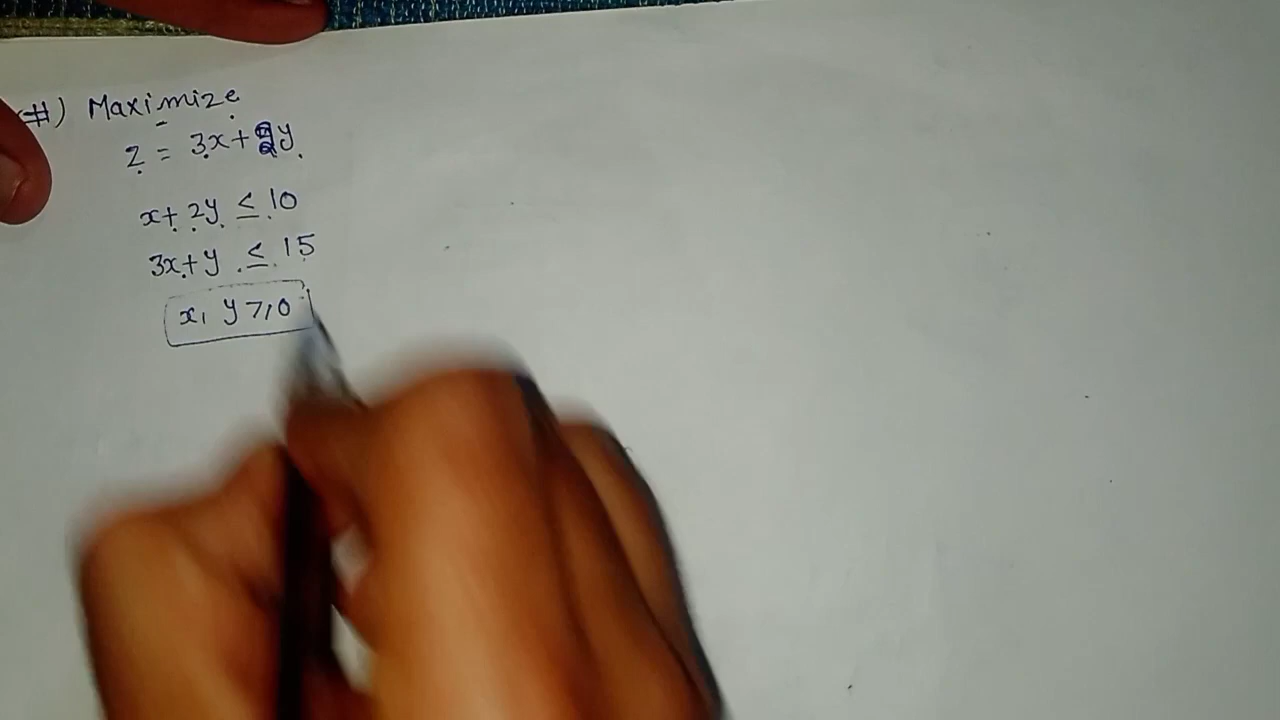 #) Maximize
Z = 3x + 2y
x + 2y ≤ 10
3x + y ≤ 15
x, y ≥ 0